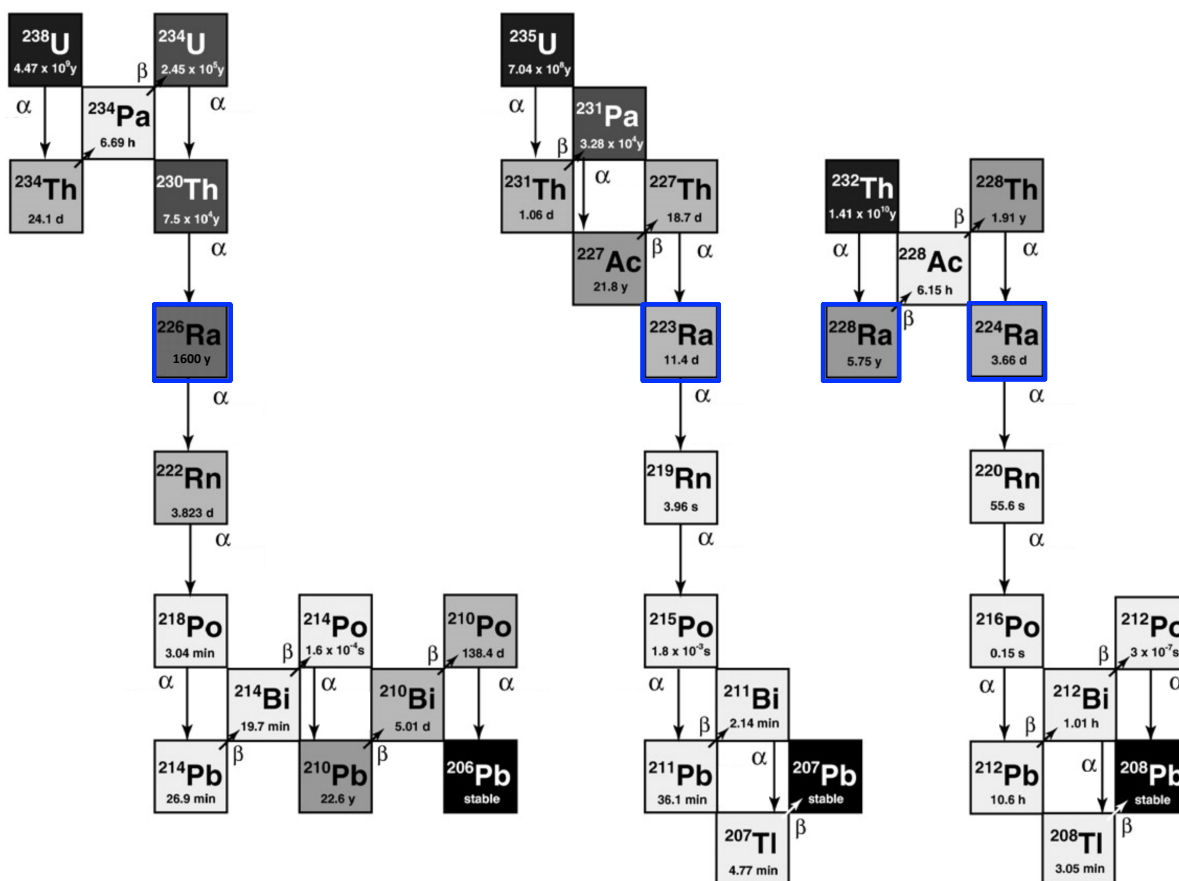 ²³⁸U
4.47 x 10⁹y
α
²³⁴Th
24.1 d
β
²³⁴Pa
6.69 h
β
²³⁴U
2.45 x 10⁵y
α
²³⁰Th
7.5 x 10⁴y
α
²²⁶Ra
1600 y
α
²²²Rn
3.823 d
α
²¹⁸Po
3.04 min
α
²¹⁴Pb
26.9 min
β
²¹⁴Bi
19.7 min
β
²¹⁴Po
1.6 x 10⁻⁴s
α
²¹⁰Pb
22.6 y
β
²¹⁰Bi
5.01 d
β
²¹⁰Po
138.4 d
α
²⁰⁶Pb
stable
²³⁵U
7.04 x 10⁸y
α
²³¹Th
1.06 d
β
²³¹Pa
3.28 x 10⁴y
α
²²⁷Ac
21.8 y
β
²²⁷Th
18.7 d
α
²²³Ra
11.4 d
α
²¹⁹Rn
3.96 s
α
²¹⁵Po
1.8 x 10⁻³s
α
²¹¹Pb
36.1 min
β
²¹¹Bi
2.14 min
α
²⁰⁷Tl
4.77 min
β
²⁰⁷Pb
stable
²³²Th
1.41 x 10¹⁰y
α
²²⁸Ra
5.75 y
β
²²⁸Ac
6.15 h
β
²²⁸Th
1.91 y
α
²²⁴Ra
3.66 d
α
²²⁰Rn
55.6 s
α
²¹⁶Po
0.15 s
α
²¹²Pb
10.6 h
β
²¹²Bi
1.01 h
β
²¹²Po
3 x 10⁻⁷s
α
α
²⁰⁸Tl
3.05 min
β
²⁰⁸Pb
stable